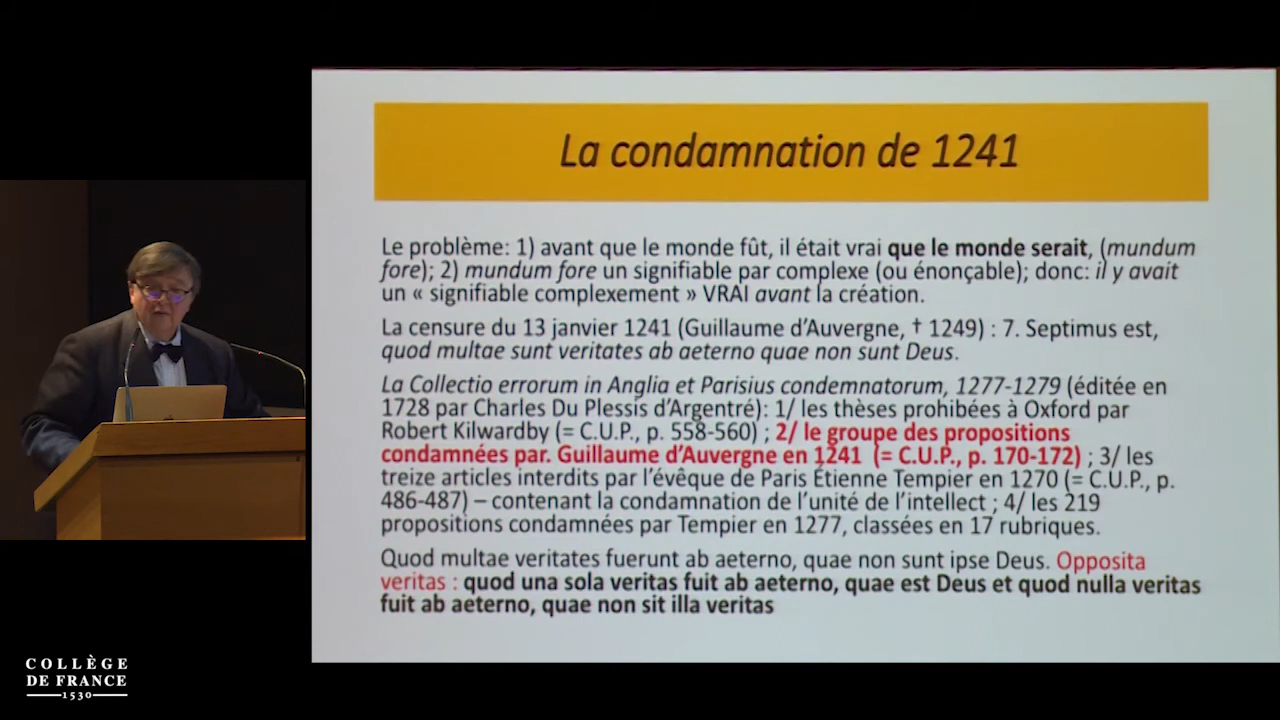 La condamnation de 1241
Le problème: 1) avant que le monde fût, il était vrai que le monde serait, (mundum
fore); 2) mundum fore un signifiable par complexe (ou énonçable); donc: il y avait
un « signifiable complexement » VRAI avant la création.
La censure du 13 janvier 1241 (Guillaume d’Auvergne, † 1249) : 7. Septimus est,
quod multae sunt veritates ab aeterno quae non sunt Deus.
La Collectio errorum in Anglia et Parisius condemnatorum, 1277-1279 (éditée en
1728 par Charles Du Plessis d’Argentré): 1/ les thèses prohibées à Oxford par
Robert Kilwardby (= C.U.P., p. 558-560) ; 2/ le groupe des propositions
condamnées par. Guillaume d’Auvergne en 1241 (= C.U.P., p. 170-172) ; 3/ les
treize articles interdits par l’évêque de Paris Étienne Tempier en 1270 (= C.U.P., p.
486-487) – contenant la condamnation de l’unité de l’intellect ; 4/ les 219
propositions condamnées par Tempier en 1277, classées en 17 rubriques.
Quod multae veritates fuerunt ab aeterno, quae non sunt ipse Deus. Opposita
veritas : quod una sola veritas fuit ab aeterno, quae est Deus et quod nulla veritas
fuit ab aeterno, quae non sit illa veritas
COLLÈGE
DE FRANCE
1530